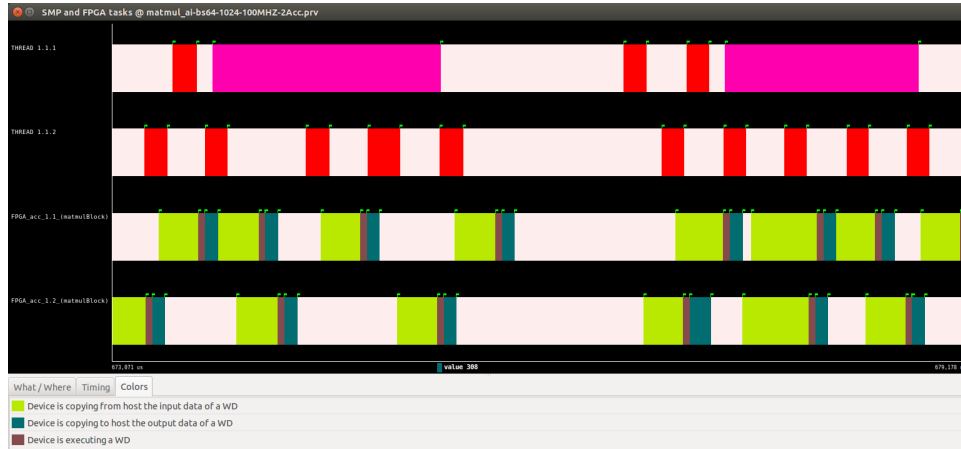 SMP and FPGA tasks @ matmul_ai-bs64-1024-100MHZ-2Acc.prv
THREAD 1.1.1
THREAD 1.1.2
FPGA_acc_1.1_(matmulBlock)
FPGA_acc_1.2_(matmulBlock)
673,071 us value 308 679,178
What / Where Timing Colors
Device is copying from host the input data of a WD
Device is copying to host the output data of a WD
Device is executing a WD